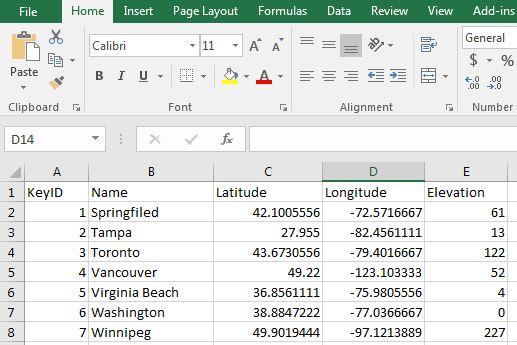 File Home Insert Page Layout Formulas Data Review View Add-ins
Calibri 11 A A General
Paste B I U A $ %
.0 .00 .00 .0
Clipboard Font Alignment Number
D14 fx
A B C D E
1 KeyID Name Latitude Longitude Elevation
2 1 Springfiled 42.1005556 -72.5716667 61
3 2 Tampa 27.955 -82.4561111 13
4 3 Toronto 43.6730556 -79.4016667 122
5 4 Vancouver 49.22 -123.103333 52
6 5 Virginia Beach 36.8561111 -75.9805556 4
7 6 Washington 38.8847222 -77.0366667 0
8 7 Winnipeg 49.9019444 -97.1213889 227